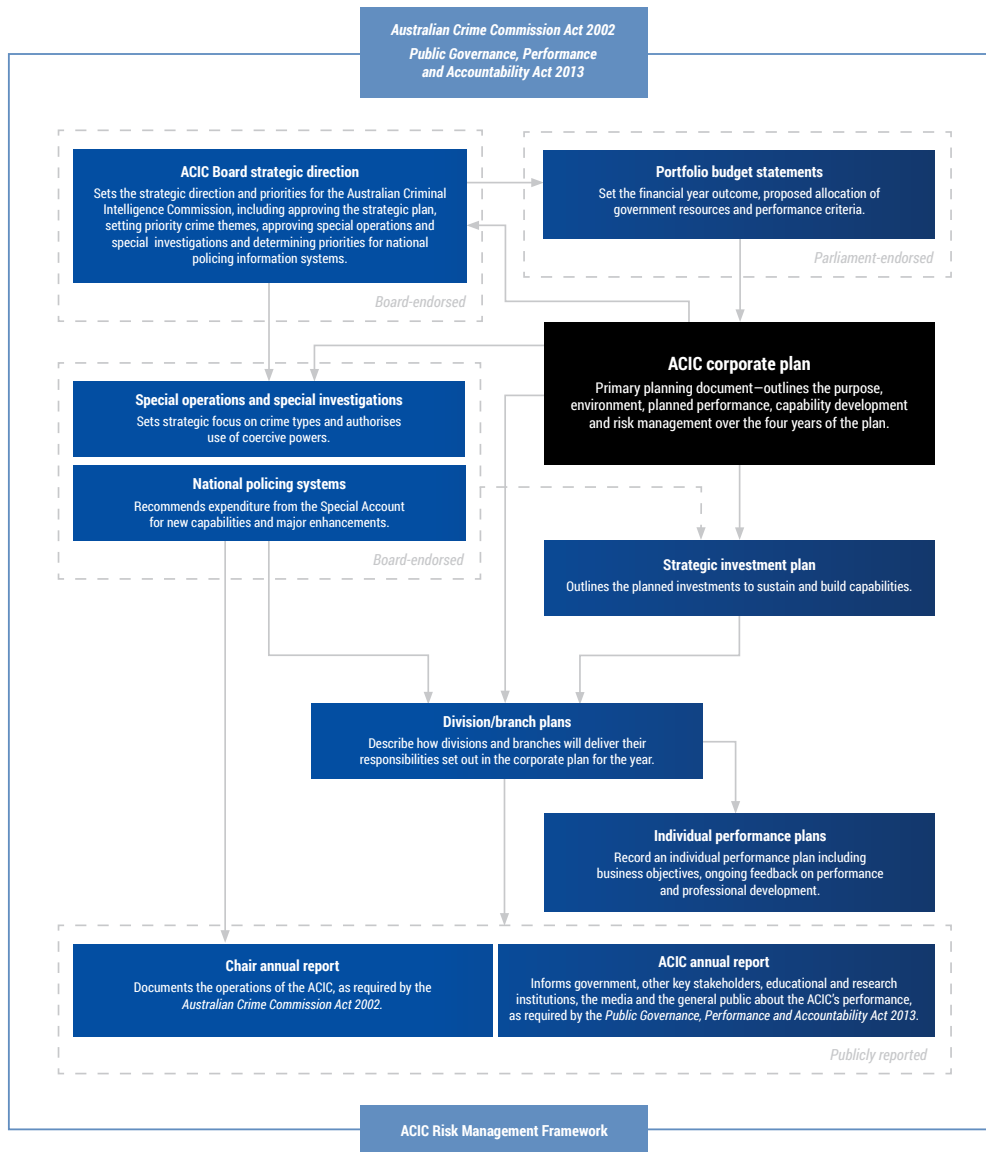 Australian Crime Commission Act 2002
Public Governance, Performance
and Accountability Act 2013
ACIC Board strategic direction
Sets the strategic direction and priorities for the Australian Criminal
Intelligence Commission, including approving the strategic plan,
setting priority crime themes, approving special operations and
special investigations and determining priorities for national
policing information systems.
Board-endorsed
Portfolio budget statements
Set the financial year outcome, proposed allocation of
government resources and performance criteria.
Parliament-endorsed
ACIC corporate plan
Primary planning document—outlines the purpose,
environment, planned performance, capability development
and risk management over the four years of the plan.
Special operations and special investigations
Sets strategic focus on crime types and authorises
use of coercive powers.
National policing systems
Recommends expenditure from the Special Account
for new capabilities and major enhancements.
Board-endorsed
Strategic investment plan
Outlines the planned investments to sustain and build capabilities.
Division/branch plans
Describe how divisions and branches will deliver their
responsibilities set out in the corporate plan for the year.
Individual performance plans
Record an individual performance plan including
business objectives, ongoing feedback on performance
and professional development.
Chair annual report
Documents the operations of the ACIC, as required by the
Australian Crime Commission Act 2002.
ACIC annual report
Informs government, other key stakeholders, educational and research
institutions, the media and the general public about the ACIC's performance,
as required by the Public Governance, Performance and Accountability Act 2013.
Publicly reported
ACIC Risk Management Framework